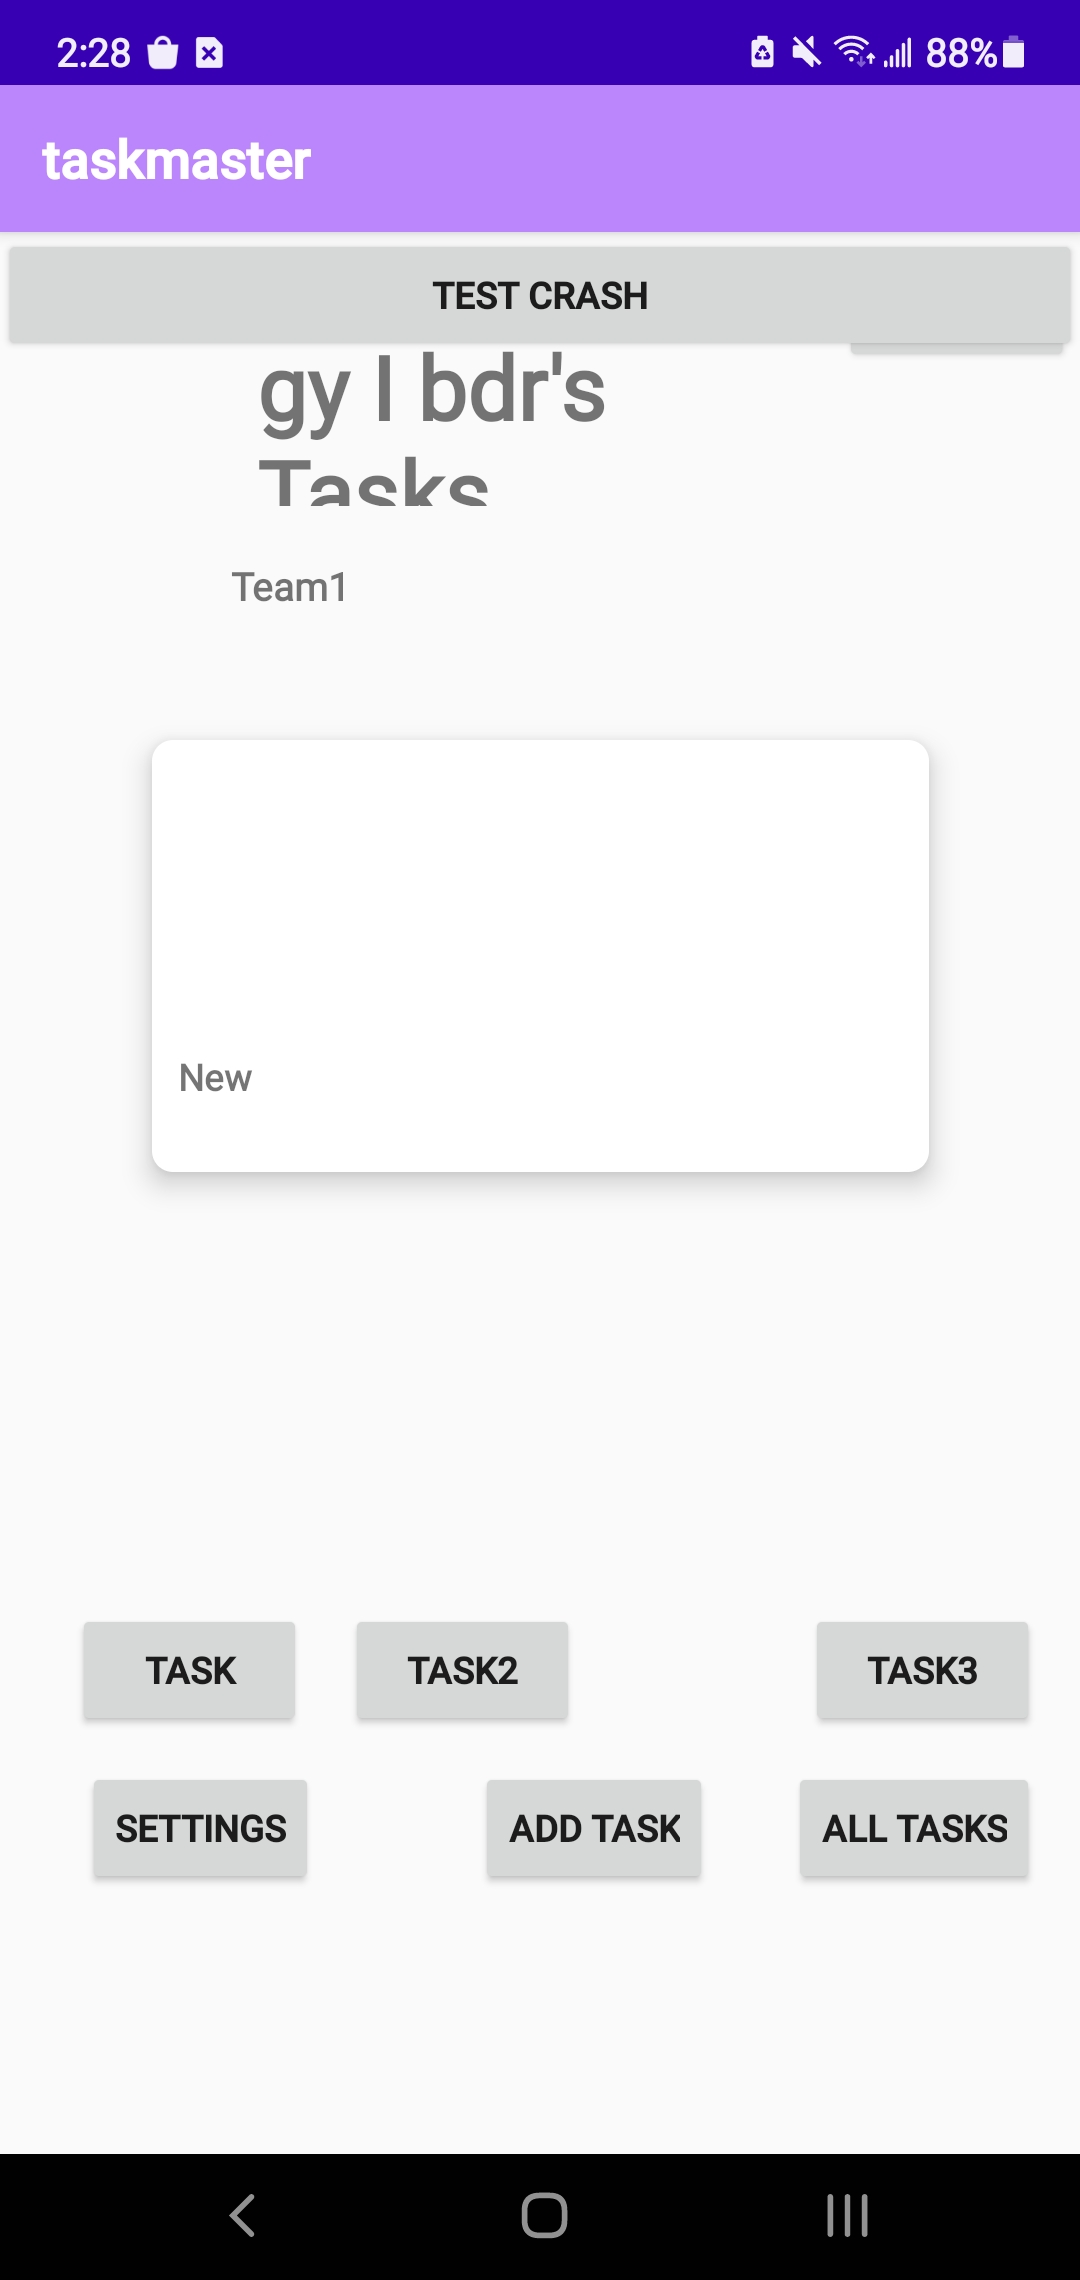 2:28 88%
taskmaster
TEST CRASH
gy l bdr's
Tasks
Team1
New
TASK TASK2 TASK3
SETTINGS ADD TASK ALL TASKS